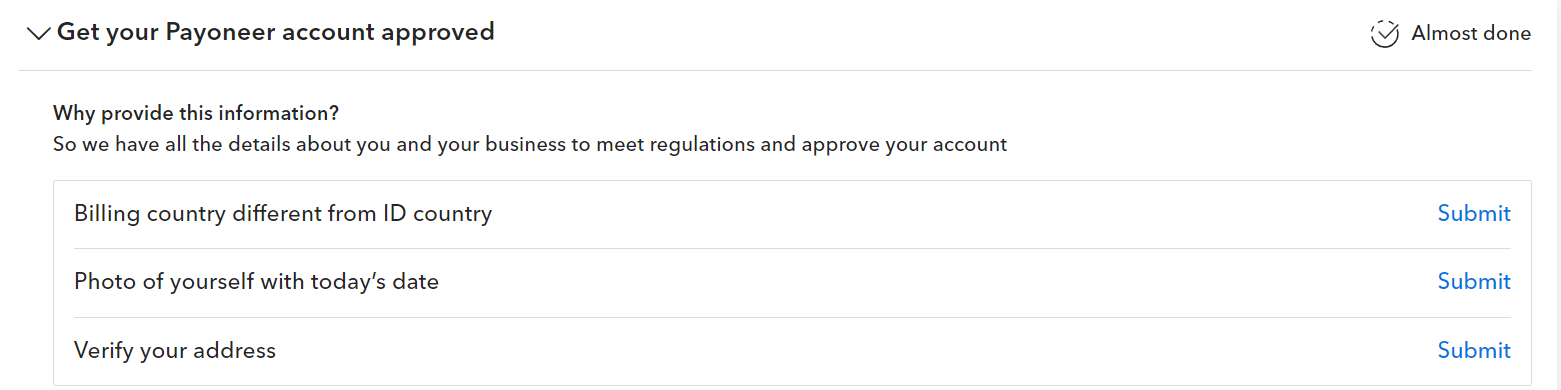 Get your Payoneer account approved
Almost done
Why provide this information?
So we have all the details about you and your business to meet regulations and approve your account
Billing country different from ID country
Submit
Photo of yourself with today’s date
Submit
Verify your address
Submit